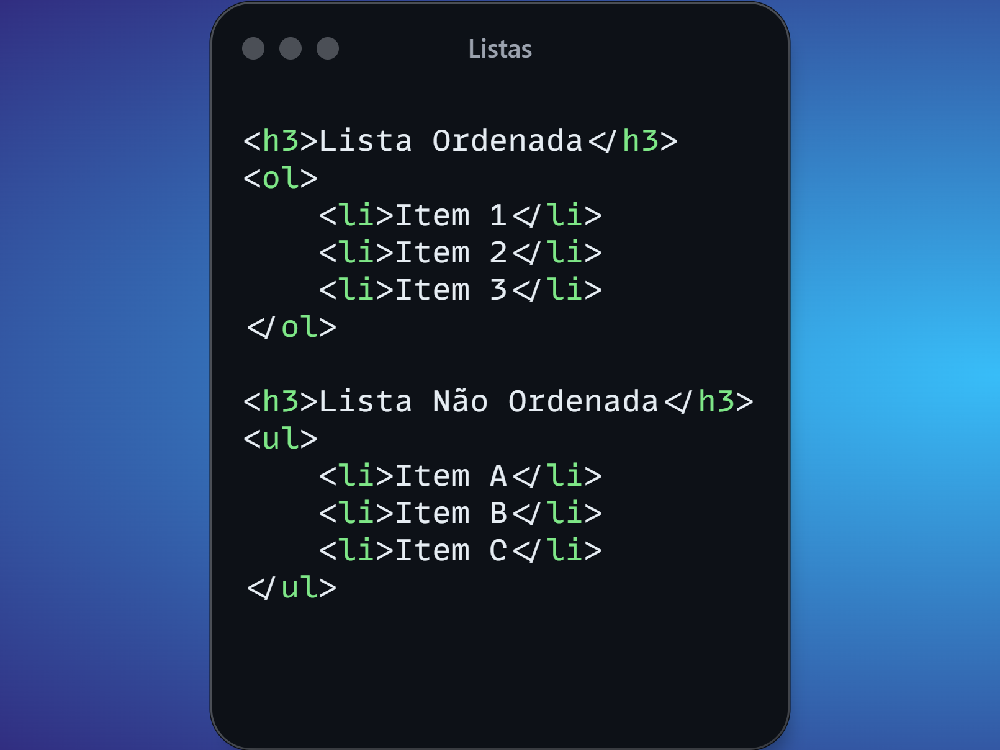 Listas
<h3>Lista Ordenada</h3>
<ol>
    <li>Item 1</li>
    <li>Item 2</li>
    <li>Item 3</li>
</ol>
<h3>Lista Não Ordenada</h3>
<ul>
    <li>Item A</li>
    <li>Item B</li>
    <li>Item C</li>
</ul>